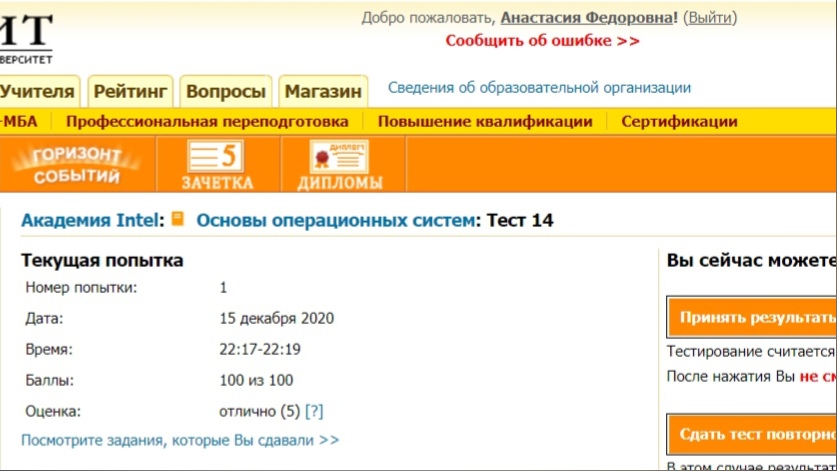 ИТ
ВЕРСИТЕТ
Добро пожаловать, Анастасия Федоровна! (Выйти)
Сообщить об ошибке >>
Учителя Рейтинг Вопросы Магазин Сведения об образовательной организации
-МБА Профессиональная переподготовка Повышение квалификации Сертификации
ГОРИЗОНТ СОБЫТИЙ
5 ЗАЧЕТКА
ДИПЛОМ ДИПЛОМЫ
Академия Intel: Основы операционных систем: Тест 14
Текущая попытка
Номер попытки: 1
Дата: 15 декабря 2020
Время: 22:17-22:19
Баллы: 100 из 100
Оценка: отлично (5) [?]
Посмотрите задания, которые Вы сдавали >>
Вы сейчас можете
Принять результаты
Тестирование считается
После нажатия Вы не см
Сдать тест повторно
В этом случае результат